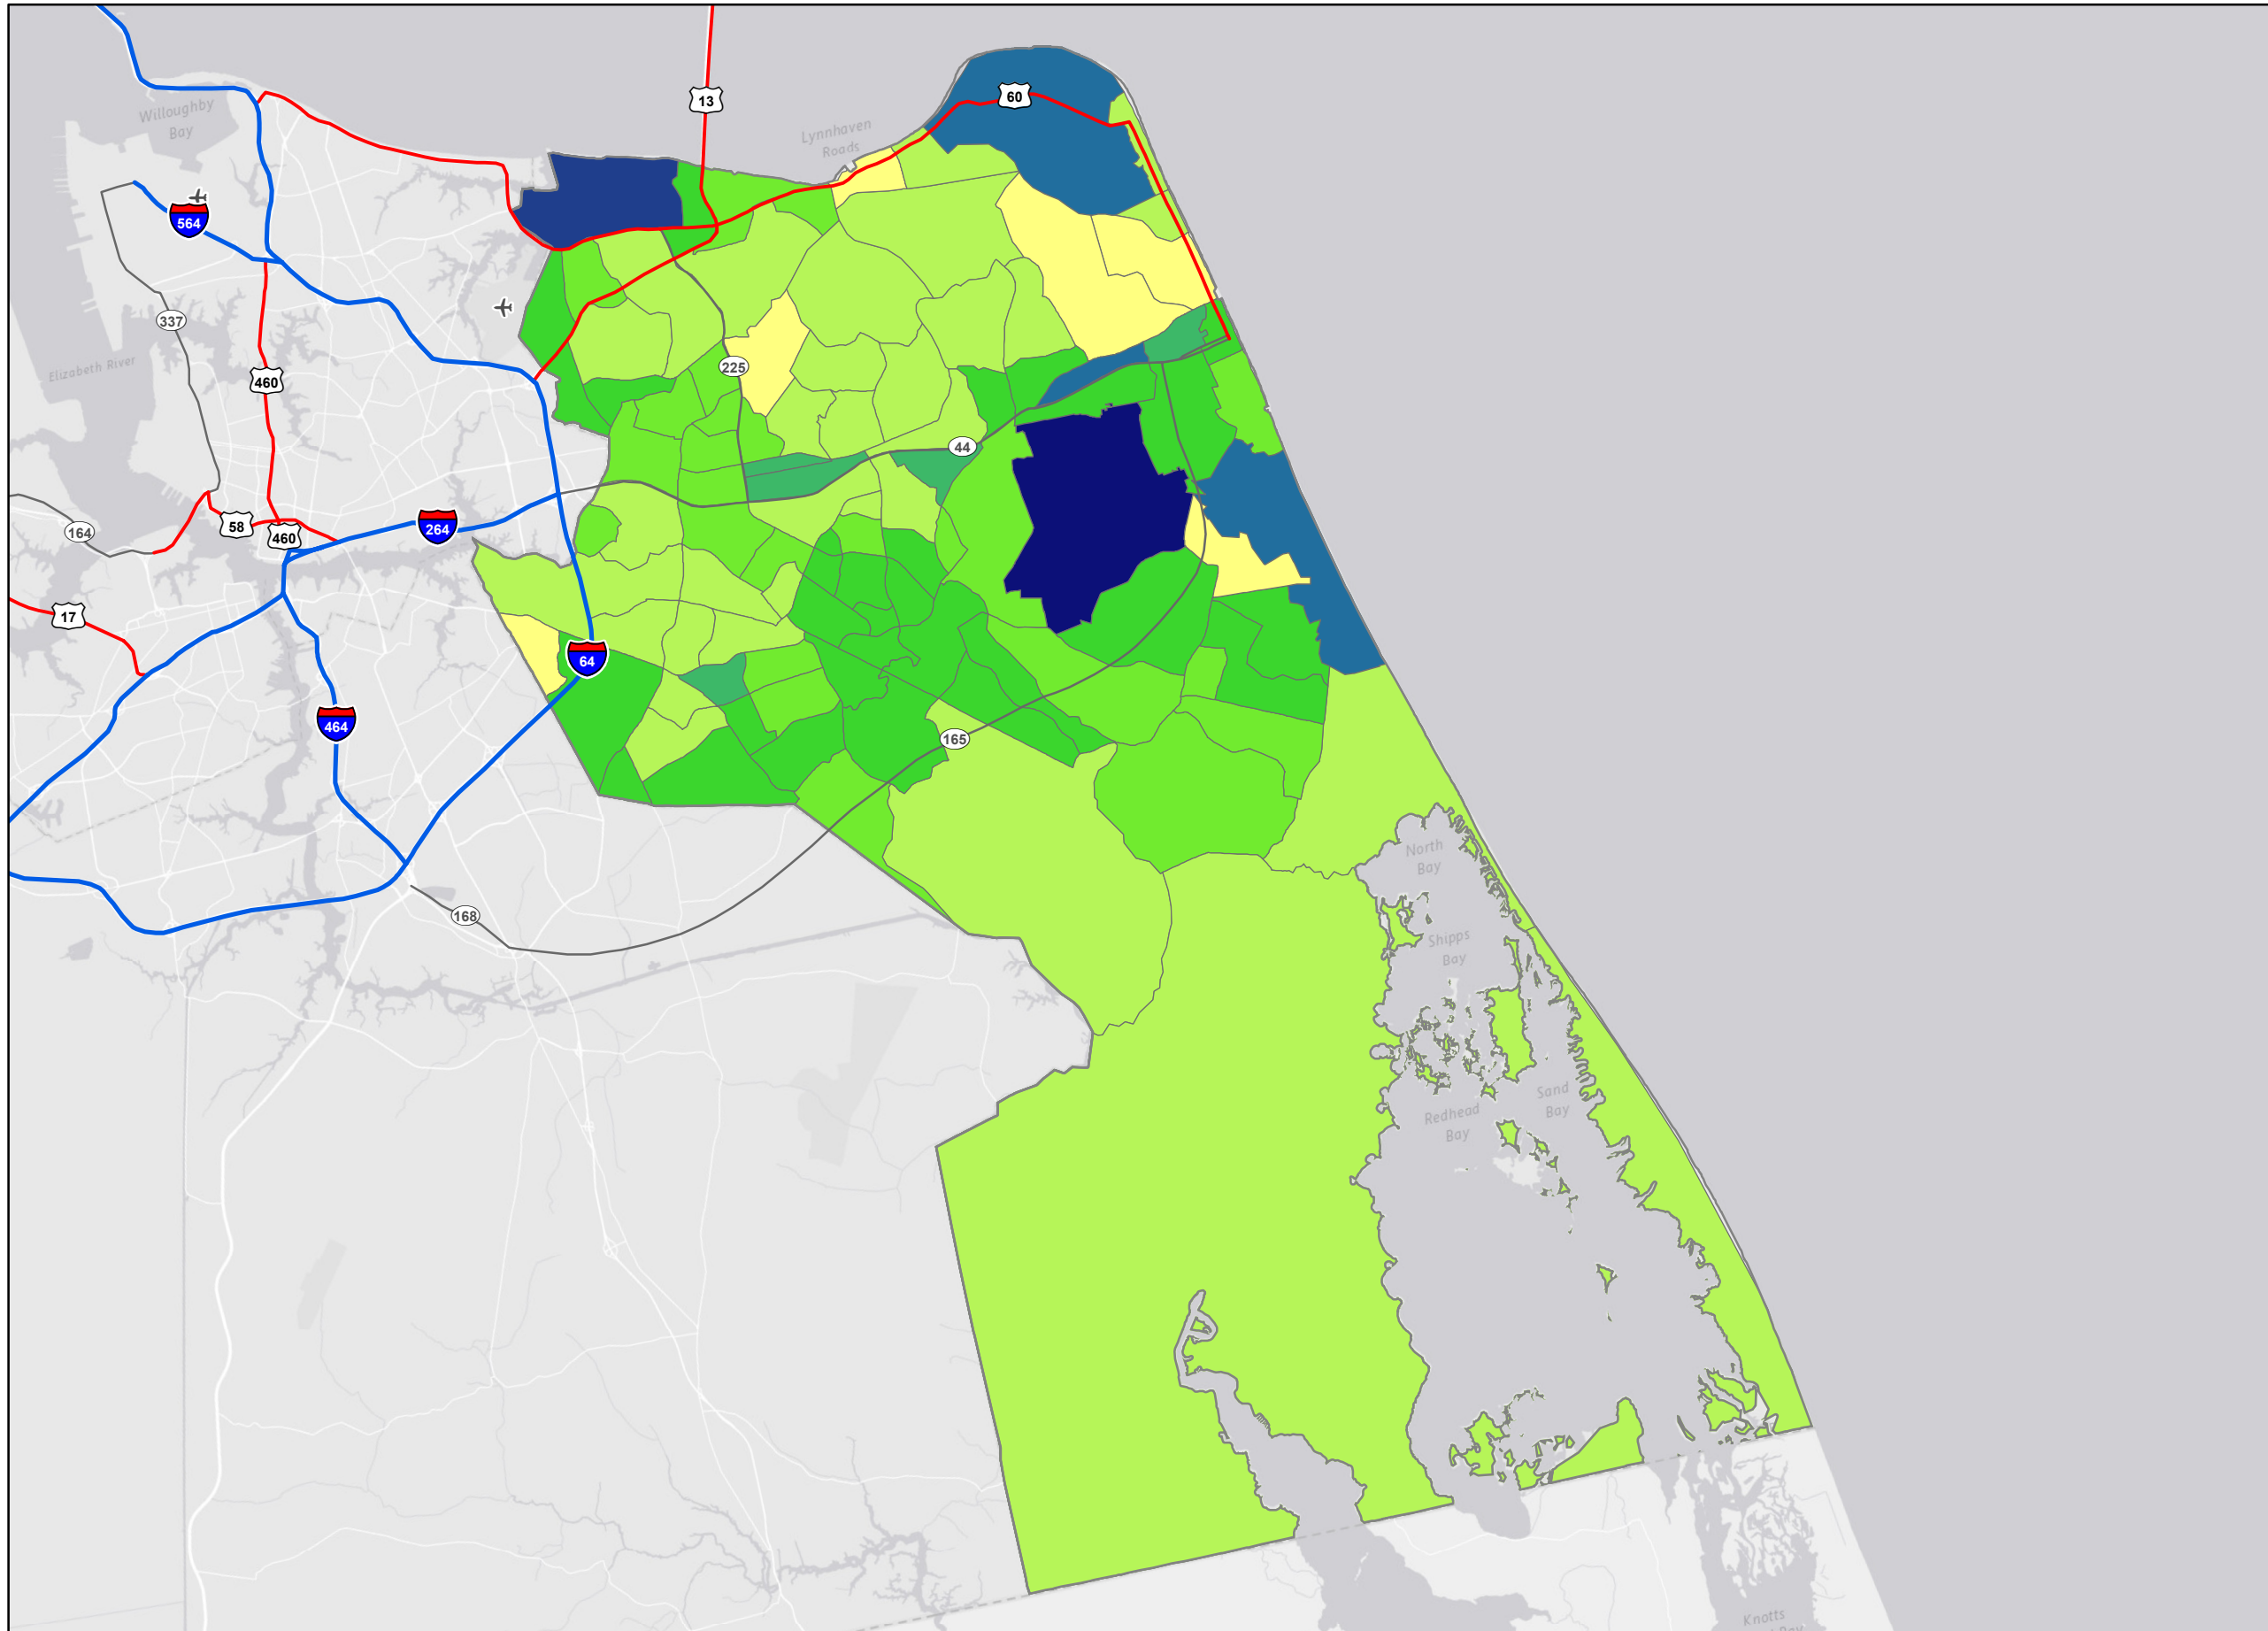 13
60
Willoughby
Bay
Lynnhaven
Roads
564
337
Elizabeth River
225
460
44
58
264
460
164
17
64
464
165
North
Bay
168
Shipps
Bay
Sand
Bay
Redhead
Bay
Knotts